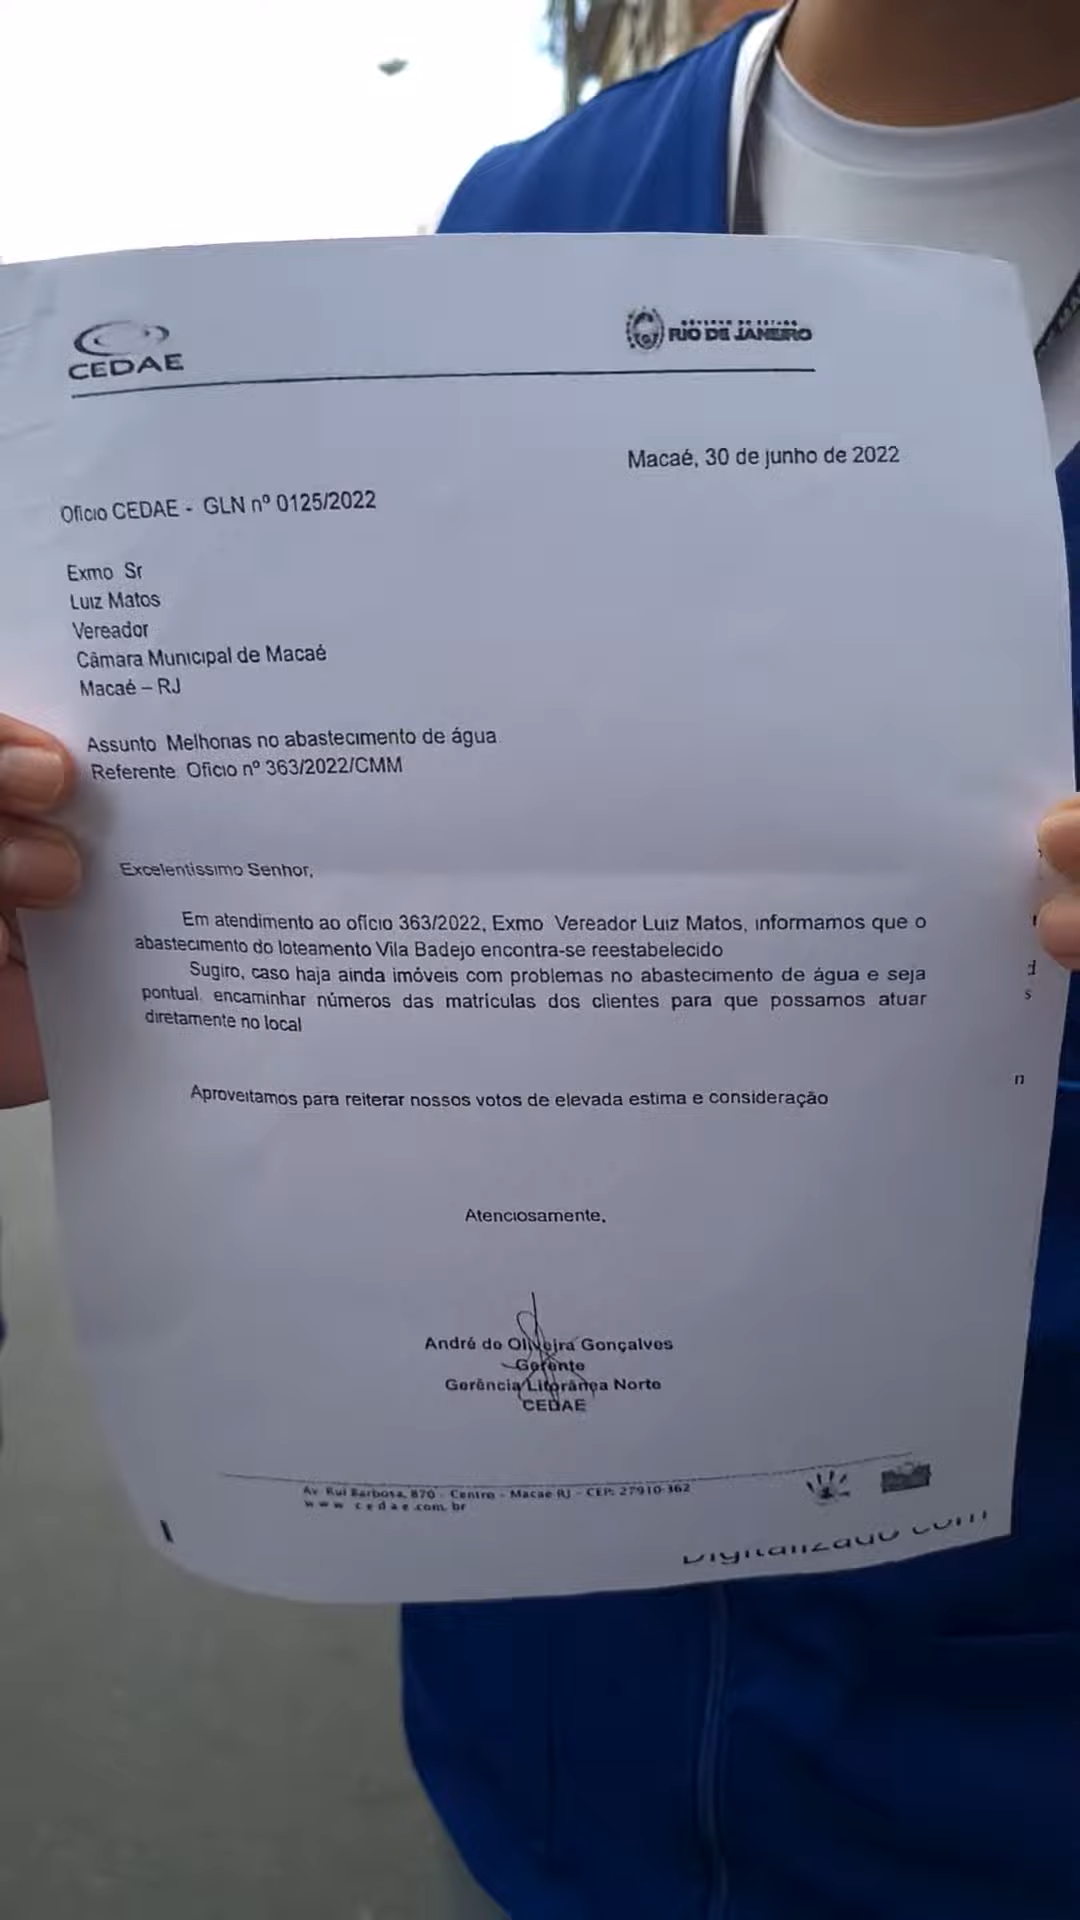 CEDAE
GOVERNO DO ESTADO
RIO DE JANEIRO
Macaé, 30 de junho de 2022
Ofício CEDAE - GLN nº 0125/2022
Exmo Sr
Luiz Matos
Vereador
Câmara Municipal de Macaé
Macaé – RJ
Assunto Melhorias no abastecimento de água
Referente Ofício nº 363/2022/CMM
Excelentíssimo Senhor,
Em atendimento ao ofício 363/2022, Exmo Vereador Luiz Matos, informamos que o
abastecimento do loteamento Vila Badejo encontra-se reestabelecido
Sugiro, caso haja ainda imóveis com problemas no abastecimento de água e seja
pontual, encaminhar números das matrículas dos clientes para que possamos atuar
diretamente no local
Aproveitamos para reiterar nossos votos de elevada estima e consideração
Atenciosamente,
André de Oliveira Gonçalves
Gerente
Gerência Litorânea Norte
CEDAE
Av. Rui Barbosa, 870 - Centro - Macaé RJ - CEP: 27910-362
www.cedae.com.br
Digitalizado com